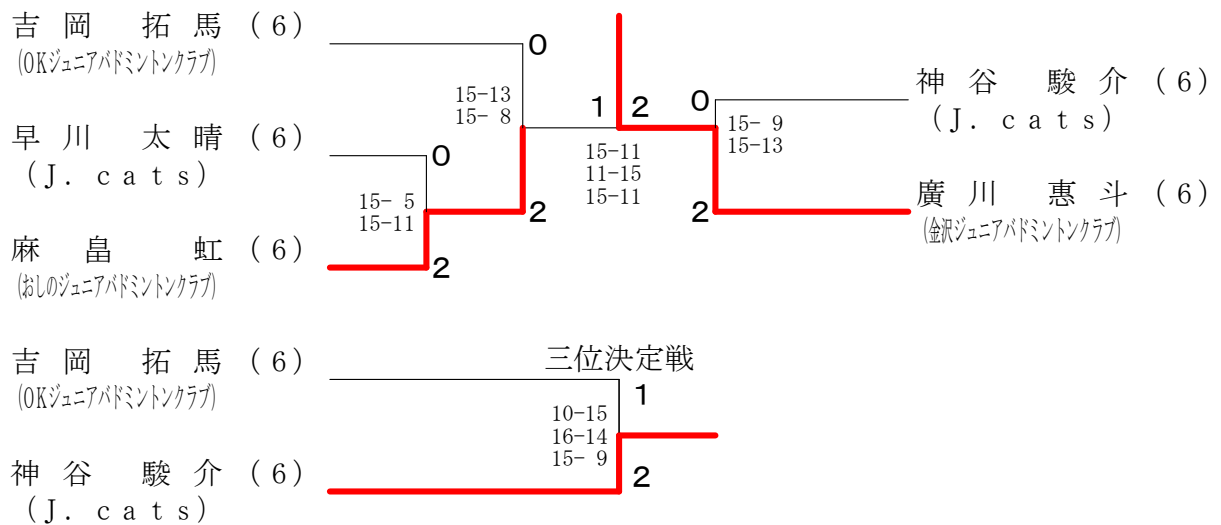 吉岡 拓馬 (6)
(OKジュニアバドミントンクラブ)
早川 太晴 (6)
(J. cats)
麻畠 虹 (6)
(おしのジュニアバドミントンクラブ)
0
15-13
15- 8
2
0
15- 5
15-11
2
1 2
15-11
11-15
15-11
0
15- 9
15-13
2
神谷 駿介 (6)
(J. cats)
廣川 惠斗 (6)
(金沢ジュニアバドミントンクラブ)
三位決定戦
吉岡 拓馬 (6)
(OKジュニアバドミントンクラブ)
神谷 駿介 (6)
(J. cats)
1
10-15
16-14
15- 9
2